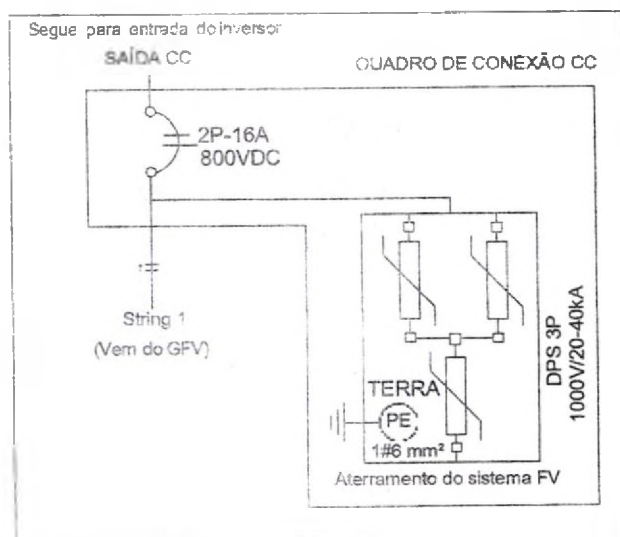 Segue para entrada do inversor
SAÍDA CC
QUADRO DE CONEXÃO CC
2P-16A
800VDC
String 1
(Vem do GFV)
DPS 3P
1000V/20-40kA
TERRA
PE
1#6 mm²
Aterramento do sistema FV